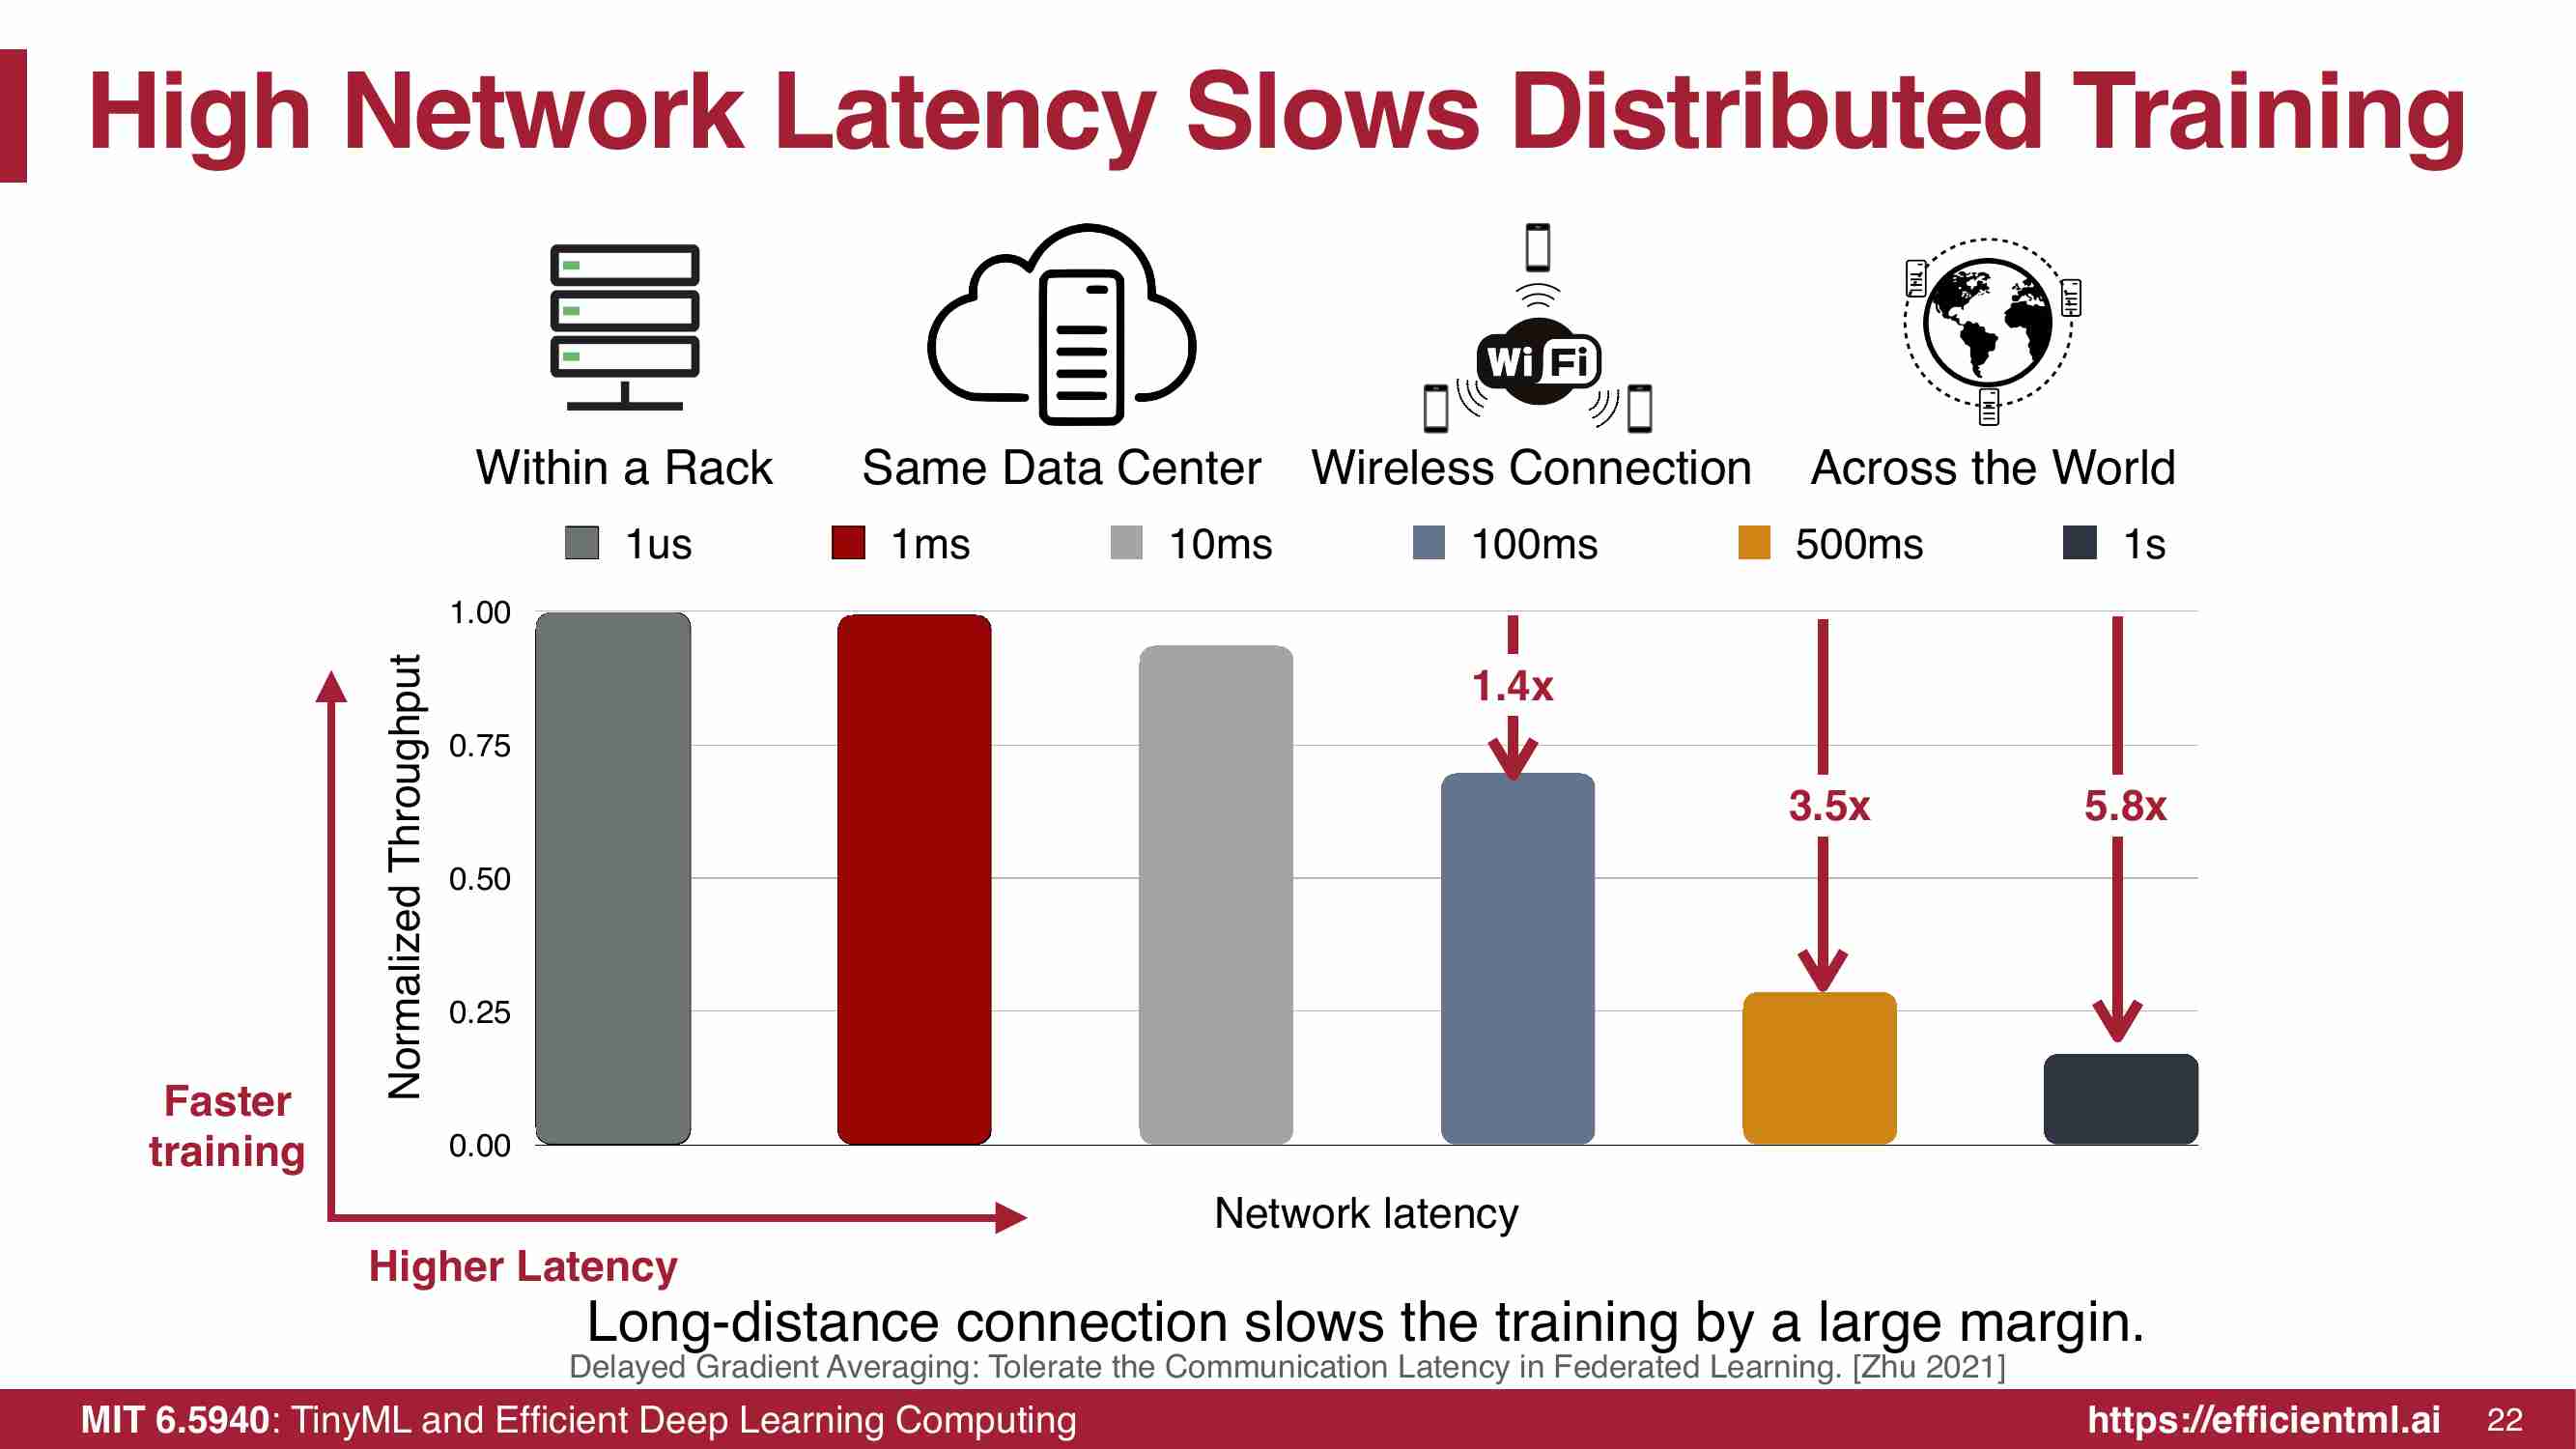 High Network Latency Slows Distributed Training
WiFi
Within a Rack
Same Data Center
Wireless Connection
Across the World
1us
1ms
10ms
100ms
500ms
1s
Normalized Throughput
1.00
0.75
0.50
0.25
0.00
1.4x
3.5x
5.8x
Faster
training
Network latency
Higher Latency
Long-distance connection slows the training by a large margin.
Delayed Gradient Averaging: Tolerate the Communication Latency in Federated Learning. [Zhu 2021]
MIT 6.5940: TinyML and Efficient Deep Learning Computing
https://efficientml.ai
22